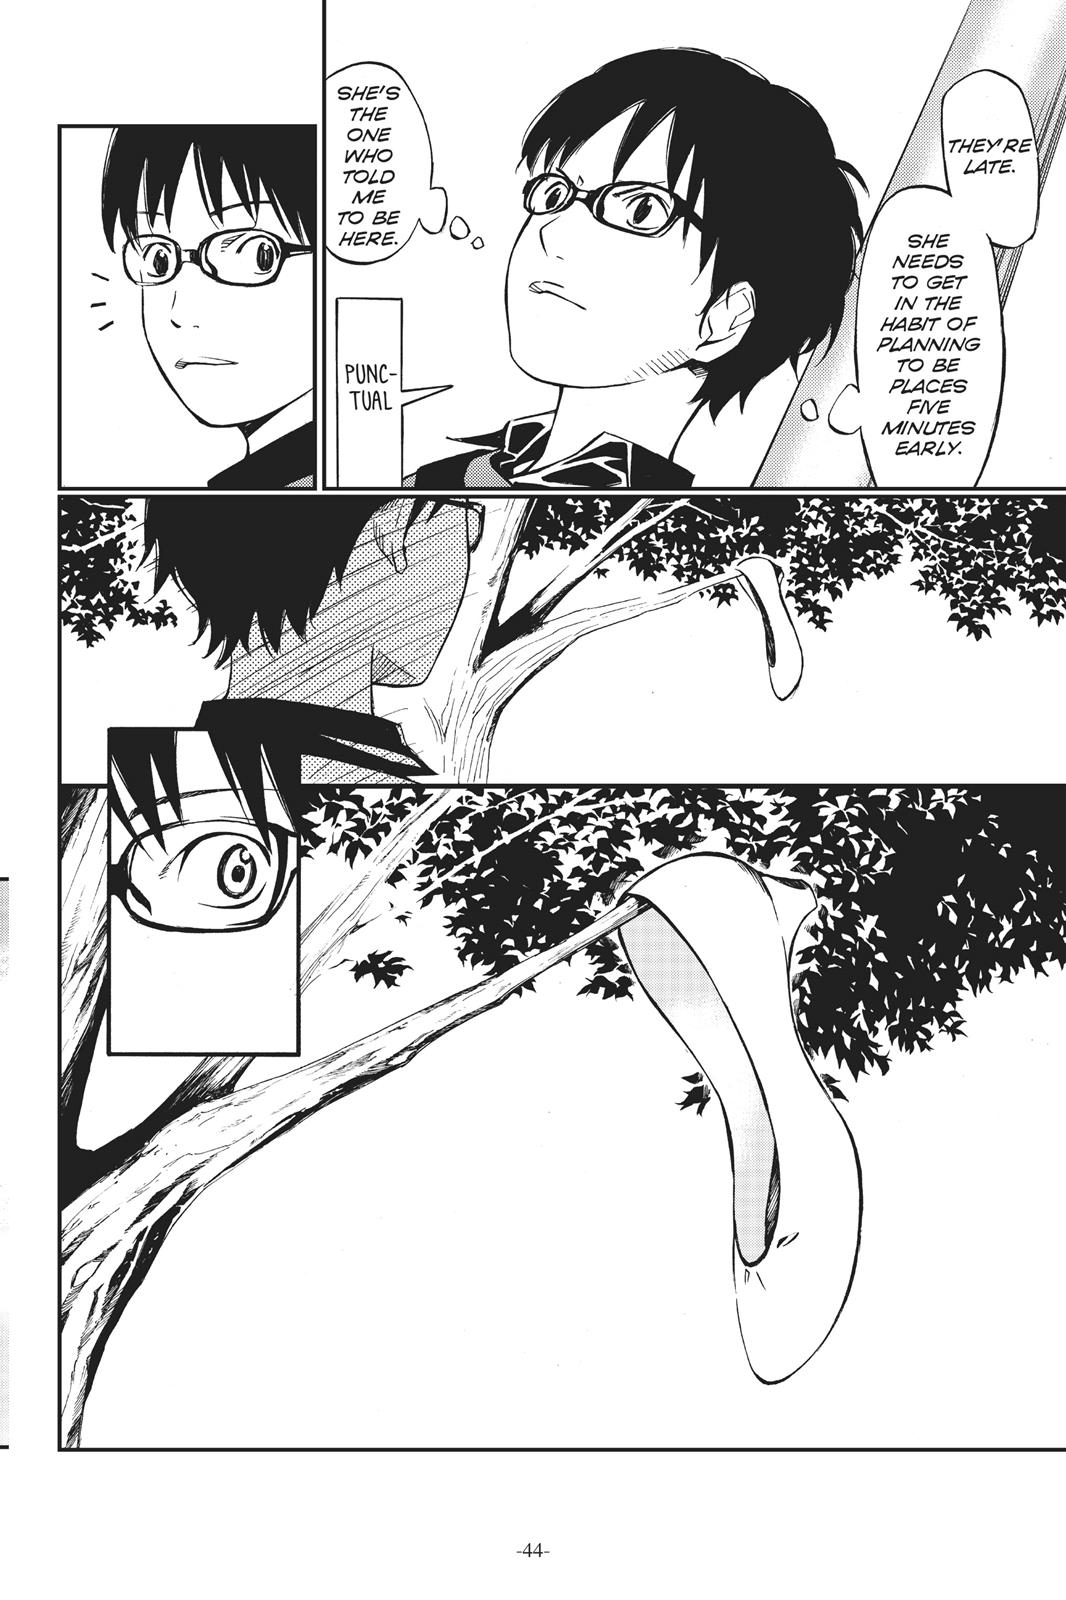 THEY'RE
LATE.
SHE
NEEDS
TO GET
IN THE
HABIT OF
PLANNING
TO BE
PLACES
FIVE
MINUTES
EARLY.
SHE'S
THE
ONE
WHO
TOLD
ME
TO BE
HERE.
PUNC-
TUAL
-44-